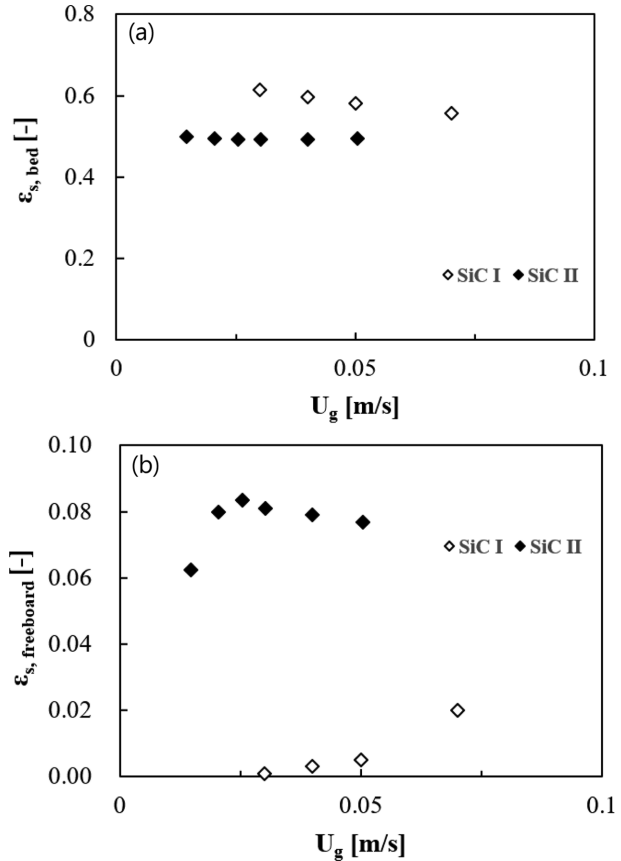 (a)
0.8
0.6
0.4
0.2
0
εs, bed [-]
SiC I SiC II
0 0.05 0.1
Ug [m/s]
(b)
0.10
0.08
0.06
0.04
0.02
0.00
εs, freeboard [-]
SiC I SiC II
0 0.05 0.1
Ug [m/s]